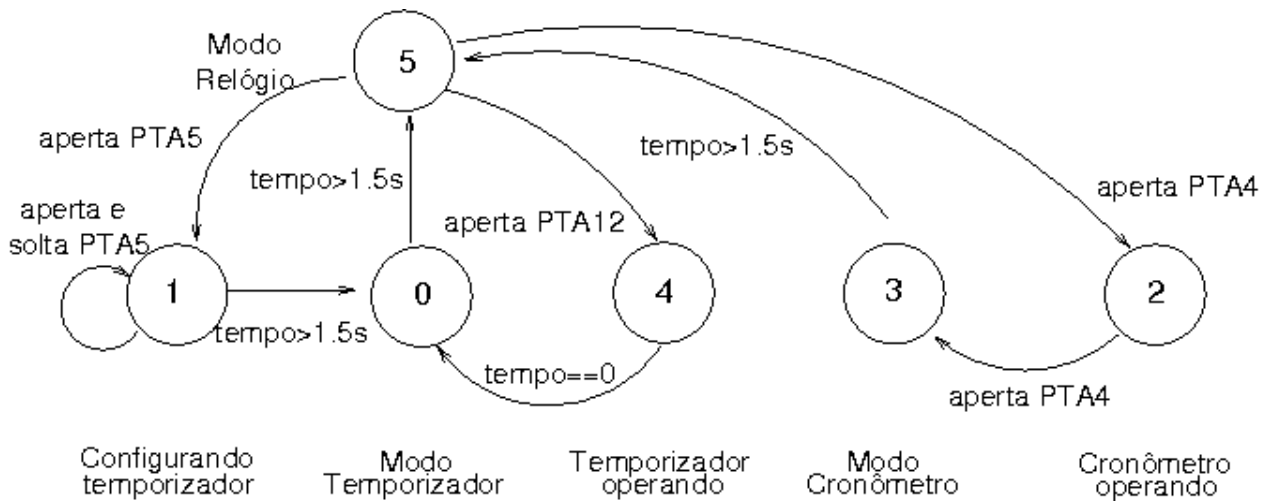 Modo
Relógio
5
aperta PTA5
tempo>1.5s
tempo>1.5s
aperta PTA4
aperta e
solta PTA5
aperta PTA12
1
0
4
3
2
tempo>1.5s
tempo==0
aperta PTA4
Configurando
temporizador
Modo
Temporizador
Temporizador
operando
Modo
Cronômetro
Cronômetro
operando